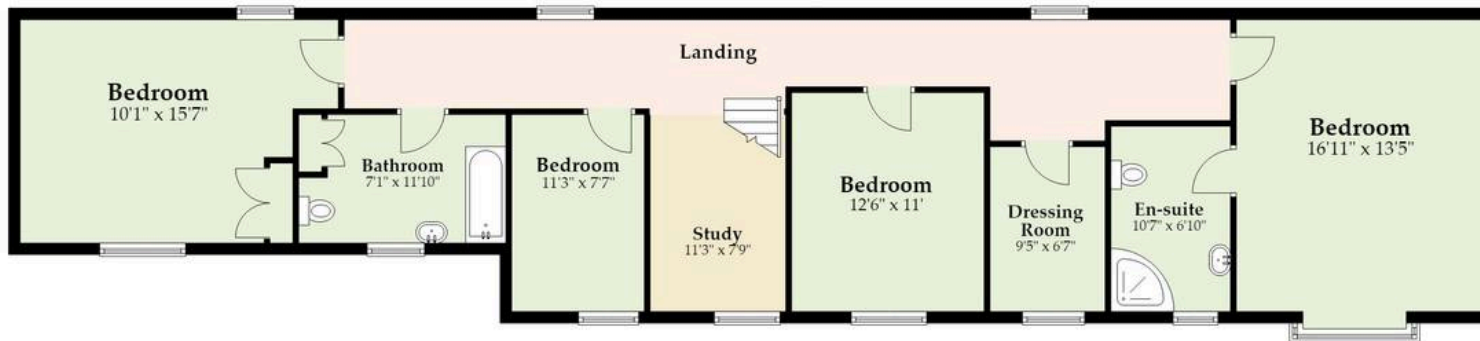 Landing
Bedroom
10'1" x 15'7"
Bathroom
7'1" x 11'10"
Bedroom
11'3" x 7'7"
Study
11'3" x 7'9"
Bedroom
12'6" x 11'
Dressing
Room
9'5" x 6'7"
En-suite
10'7" x 6'10"
Bedroom
16'11" x 13'5"